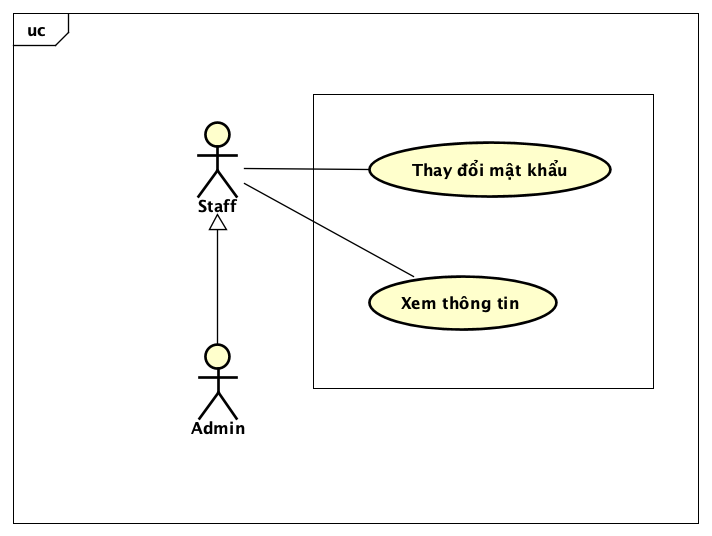 uc
Thay đổi mật khẩu
Staff
Xem thông tin
Admin